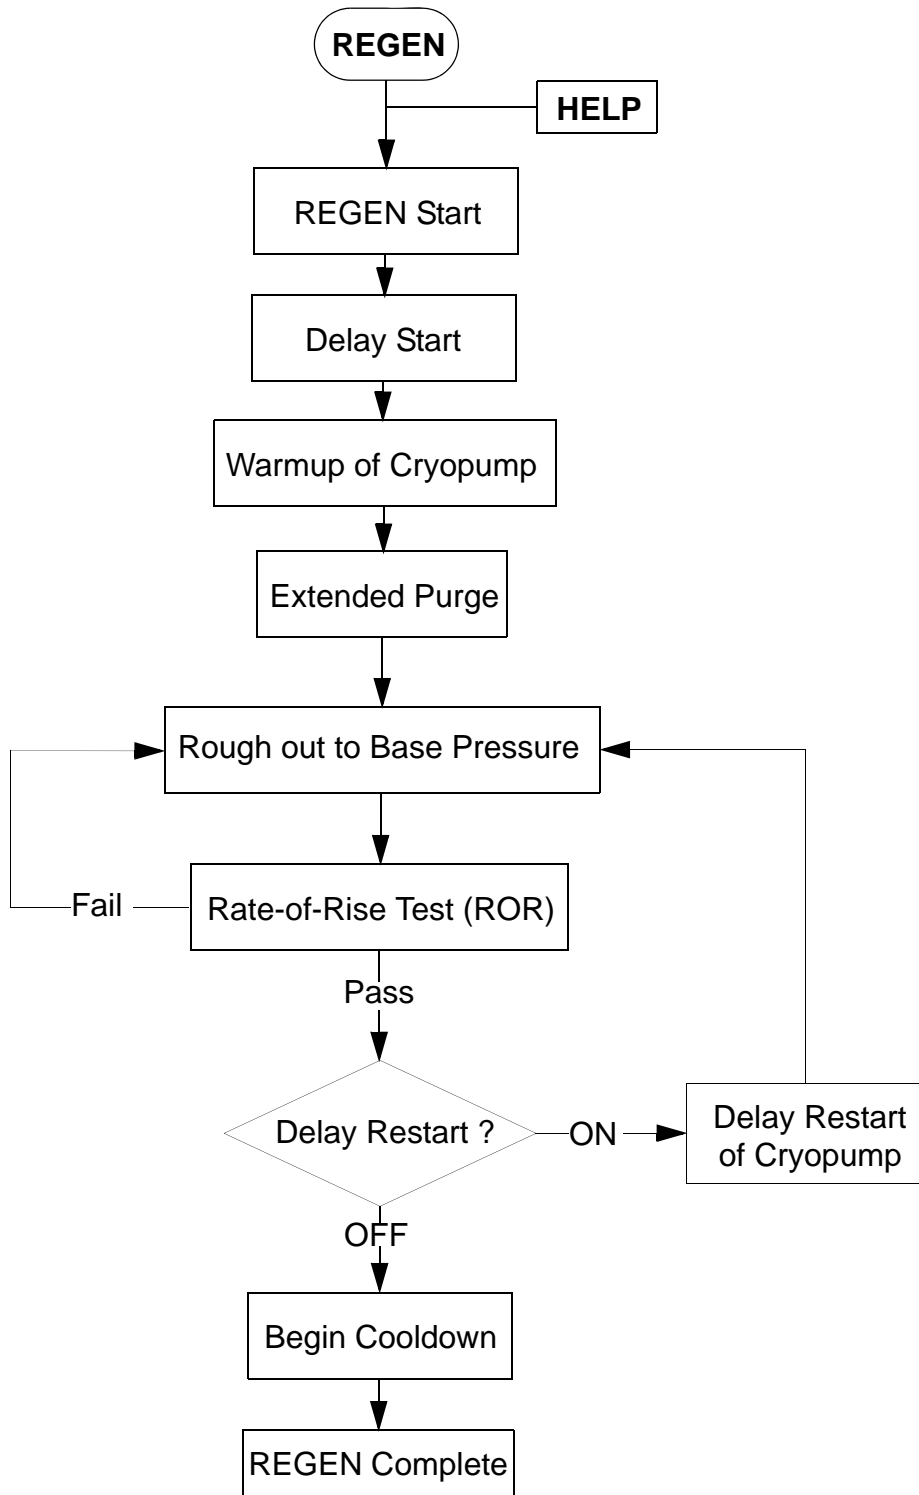 REGEN
HELP
REGEN Start
Delay Start
Warmup of Cryopump
Extended Purge
Rough out to Base Pressure
Fail
Rate-of-Rise Test (ROR)
Pass
Delay Restart ?
ON
Delay Restart
of Cryopump
OFF
Begin Cooldown
REGEN Complete